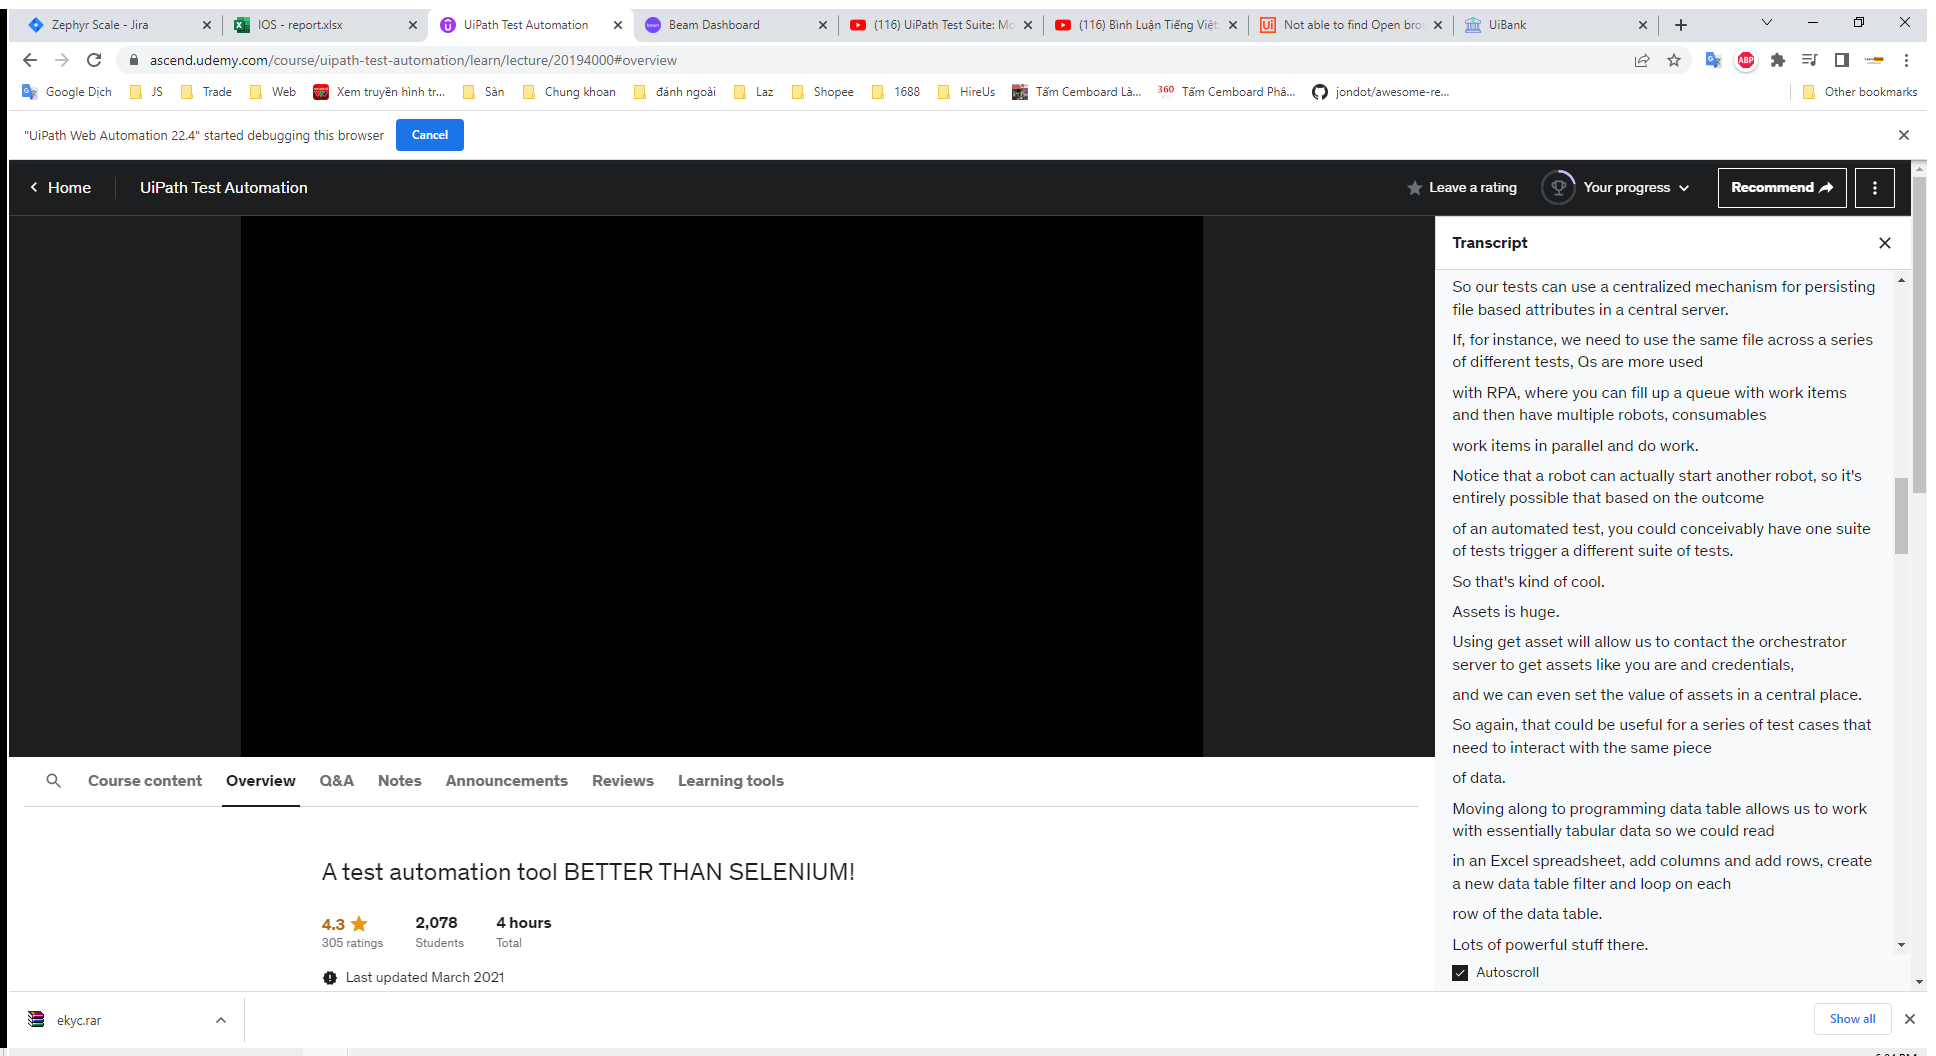 Zephyr Scale - Jira
IOS - report.xlsx
UiPath Test Automation
Beam Dashboard
(116) UiPath Test Suite: Mo
(116) Bình Luận Tiếng Việt
Not able to find Open bro
UiBank
ascend.udemy.com/course/uipath-test-automation/learn/lecture/20194000#overview
ABP
Google Dịch
JS
Trade
Web
Xem truyền hình tr...
Sàn
Chung khoan
đánh ngoài
Laz
Shopee
1688
HireUs
Tấm Cemboard Là...
360
Tấm Cemboard Phâ...
jondot/awesome-re...
Other bookmarks
"UiPath Web Automation 22.4" started debugging this browser
Cancel
Home
UiPath Test Automation
Leave a rating
Your progress
Recommend
Transcript
So our tests can use a centralized mechanism for persisting
file based attributes in a central server.
If, for instance, we need to use the same file across a series
of different tests, Qs are more used
with RPA, where you can fill up a queue with work items
and then have multiple robots, consumables
work items in parallel and do work.
Notice that a robot can actually start another robot, so it's
entirely possible that based on the outcome
of an automated test, you could conceivably have one suite
of tests trigger a different suite of tests.
So that's kind of cool.
Assets is huge.
Using get asset will allow us to contact the orchestrator
server to get assets like you are and credentials,
and we can even set the value of assets in a central place.
So again, that could be useful for a series of test cases that
need to interact with the same piece
of data.
Moving along to programming data table allows us to work
with essentially tabular data so we could read
in an Excel spreadsheet, add columns and add rows, create
a new data table filter and loop on each
row of the data table.
Lots of powerful stuff there.
Autoscroll
Course content
Overview
Q&A
Notes
Announcements
Reviews
Learning tools
A test automation tool BETTER THAN SELENIUM!
4.3
2,078
4 hours
305 ratings
Students
Total
Last updated March 2021
ekyc.rar
Show all